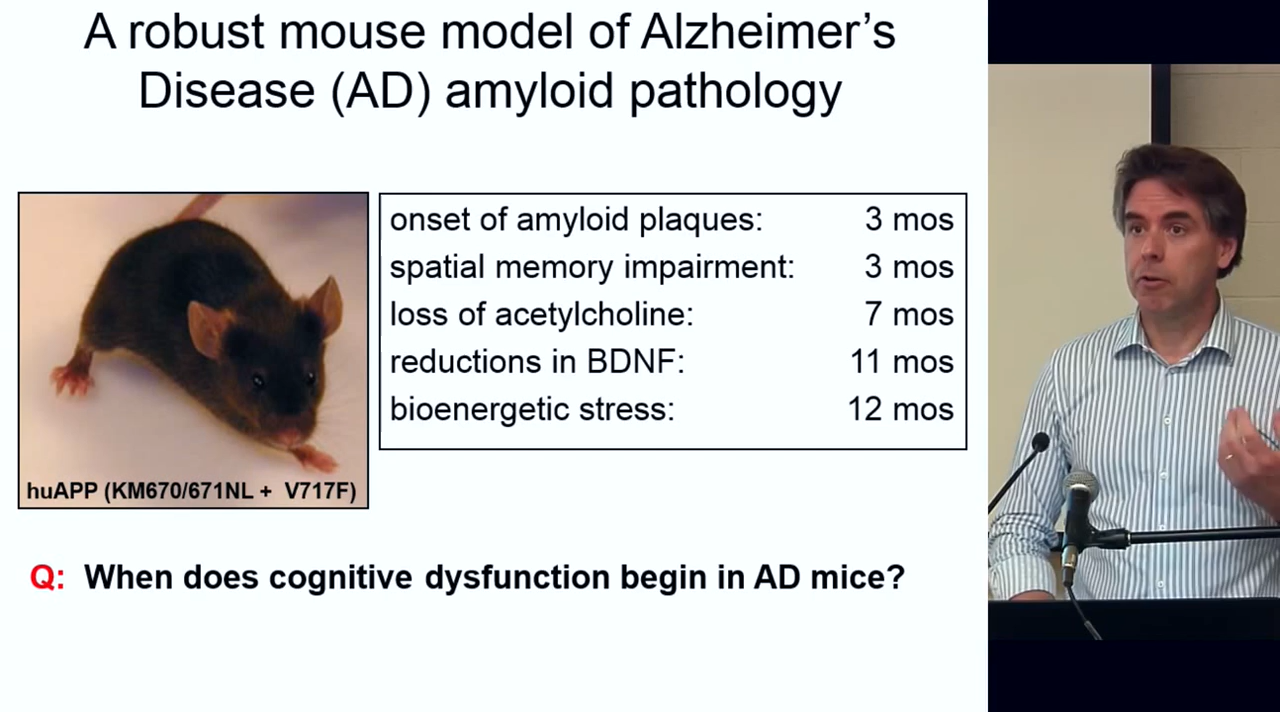 A robust mouse model of Alzheimer's
Disease (AD) amyloid pathology
onset of amyloid plaques: 3 mos
spatial memory impairment: 3 mos
loss of acetylcholine: 7 mos
reductions in BDNF: 11 mos
bioenergetic stress: 12 mos
huAPP (KM670/671NL + V717F)
Q: When does cognitive dysfunction begin in AD mice?